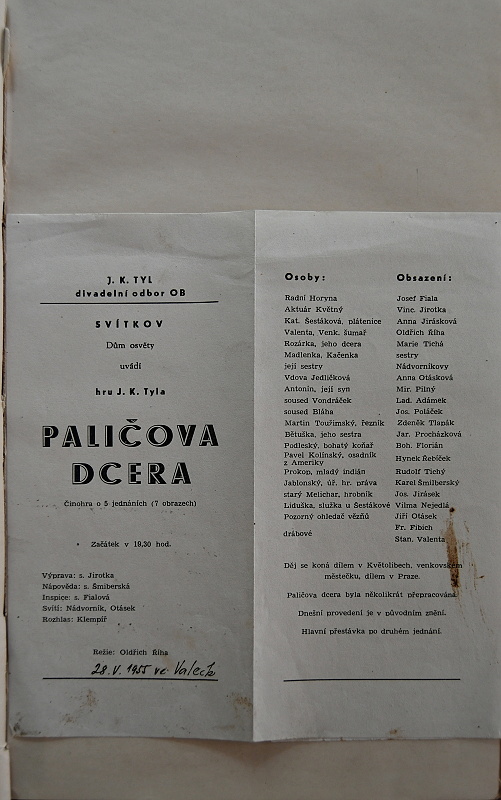 J. K. TYL
divadelní odbor OB
SVÍTKOV
Dům osvěty
uvádí
hru J. K. Tyla
PALIČOVA
DCERA
Činohra o 5 jednáních (7 obrazech)
Začátek v 19,30 hod.
Výprava: s. Jirotka
Nápověda: s. Šmiberská
Inspice: s. Fialová
Svítí: Nádvorník, Otásek
Rozhlas: Klempíř
Režie: Oldřich Říha
28. V. 1955 ve Valech
Osoby: Obsazení:
Radní Horyna Josef Fiala
Aktuár Květný Vinc. Jirotka
Kat. Šestáková, plátenice Anna Jirásková
Valenta, Venk. šumař Oldřich Říha
Rozárka, jeho dcera Marie Tichá
Madlenka, Kačenka sestry
její sestry Nádvorníkovy
Vdova Jedličková Anna Otásková
Antonín, její syn Mir. Pilný
soused Vondráček Lad. Adámek
soused Bláha Jos. Poláček
Martin Touřimský, řezník Zdeněk Tlapák
Bětuška, jeho sestra Jar. Procházková
Podleský, bohatý koňař Boh. Florián
Pavel Kolínský, osadník
z Ameriky Hynek Řebíček
Prokop, mladý indián Rudolf Tichý
Jablonský, úř. hr. práva Karel Šmiberský
starý Melichar, hrobník Jos. Jirásek
Liduška, služka u Šestákové Vilma Nejedlá
Pozorný ohledač vězňů Jiří Otásek
drábové Fr. Fibich
Stan. Valenta
Děj se koná dílem v Květolibech, venkovském
městečku, dílem v Praze.
Paličova dcera byla několikrát přepracována.
Dnešní provedení je v původním znění.
Hlavní přestávka po druhém jednání.